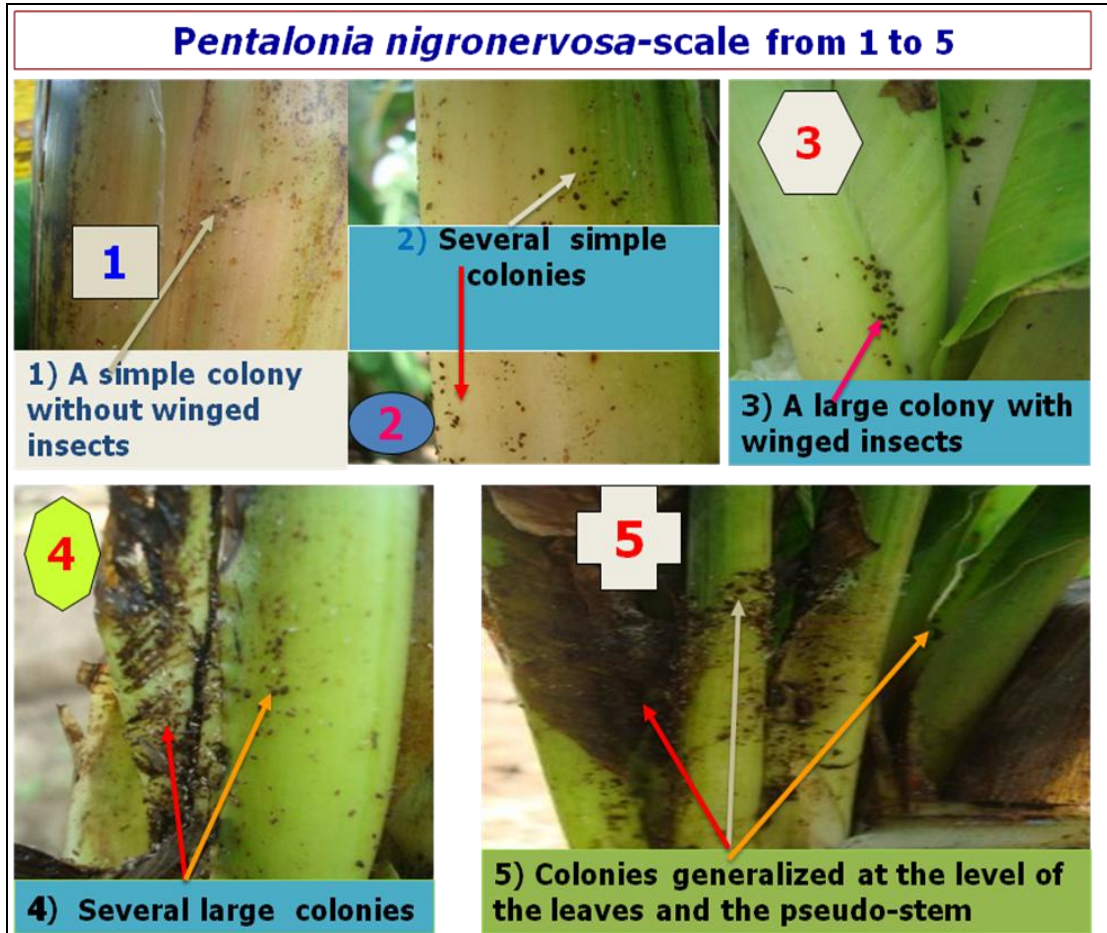 Pentalonia nigronervosa-scale from 1 to 5
1
1) A simple colony
without winged
insects
2) Several simple
colonies
2
3
3) A large colony with
winged insects
4
4) Several large colonies
5
5) Colonies generalized at the level of
the leaves and the pseudo-stem